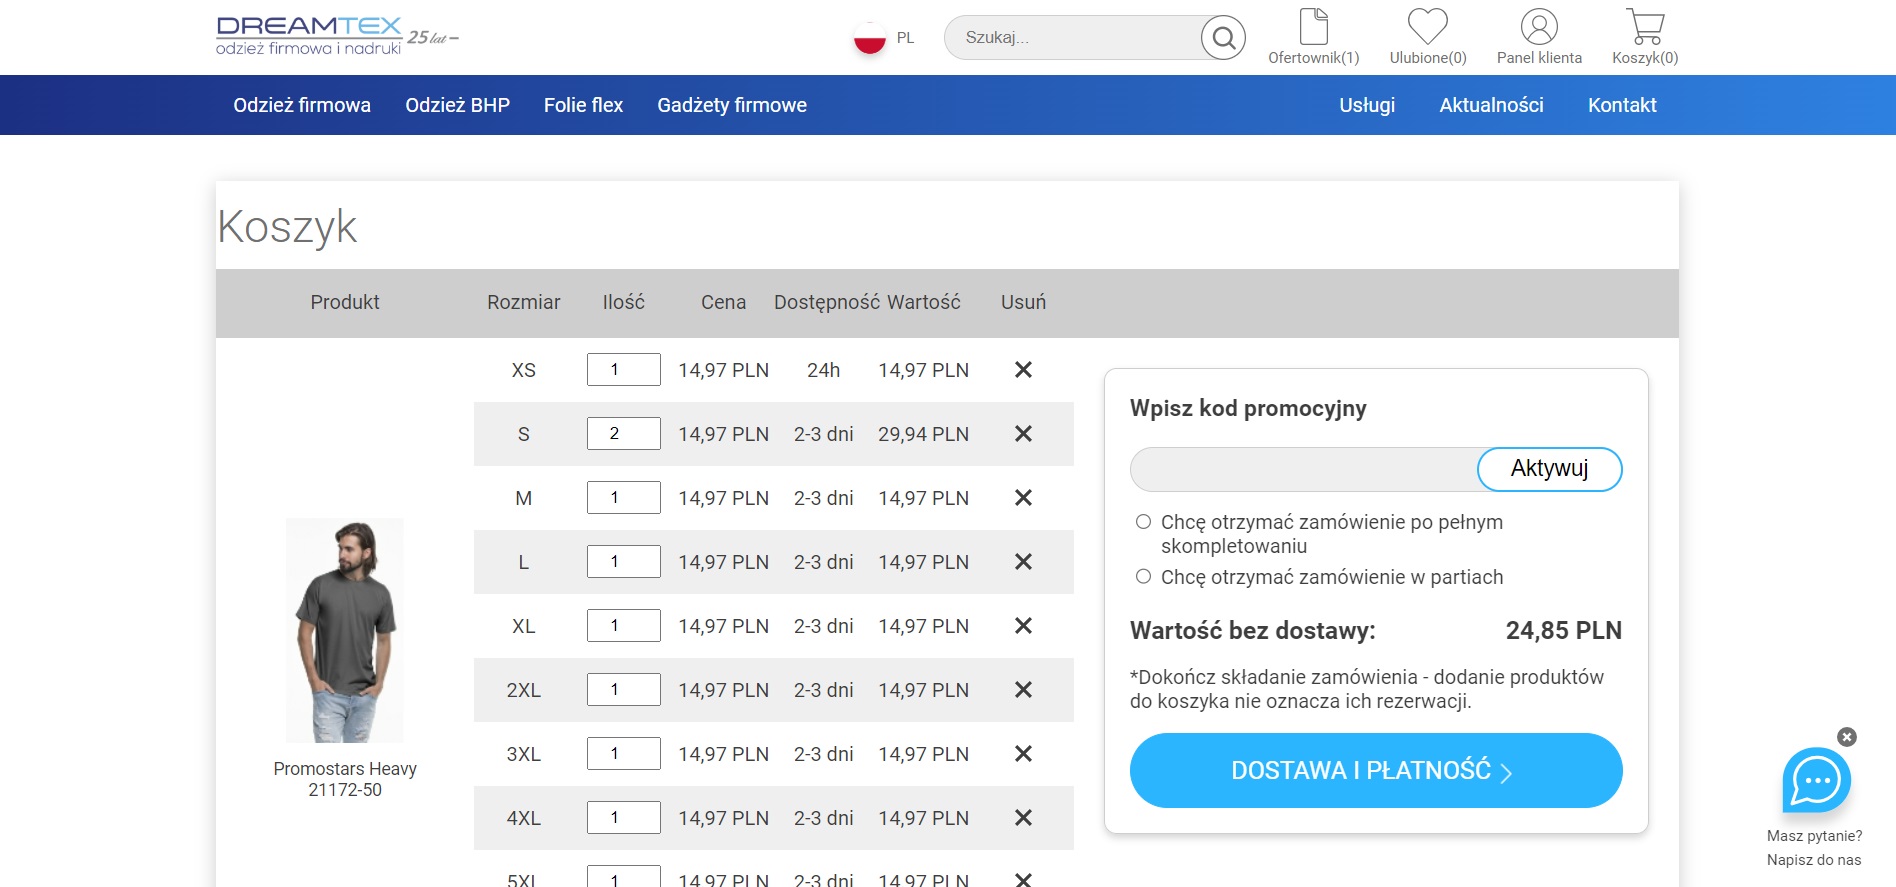 DREAMTEX
odzież firmowa i nadruki
25 lat
PL
Szukaj...
Ofertownik(1)
Ulubione(0)
Panel klienta
Koszyk(0)
Odzież firmowa
Odzież BHP
Folie flex
Gadżety firmowe
Usługi
Aktualności
Kontakt
Koszyk
Produkt Rozmiar Ilość Cena Dostępność Wartość Usuń
XS 1 14,97 PLN 24h 14,97 PLN
S 2 14,97 PLN 2-3 dni 29,94 PLN
M 1 14,97 PLN 2-3 dni 14,97 PLN
L 1 14,97 PLN 2-3 dni 14,97 PLN
XL 1 14,97 PLN 2-3 dni 14,97 PLN
2XL 1 14,97 PLN 2-3 dni 14,97 PLN
3XL 1 14,97 PLN 2-3 dni 14,97 PLN
4XL 1 14,97 PLN 2-3 dni 14,97 PLN
5XL 1 14,97 PLN 2-3 dni 14,97 PLN
Promostars Heavy
21172-50
Wpisz kod promocyjny
Aktywuj
Chcę otrzymać zamówienie po pełnym
skompletowaniu
Chcę otrzymać zamówienie w partiach
Wartość bez dostawy: 24,85 PLN
*Dokończ składanie zamówienia - dodanie produktów
do koszyka nie oznacza ich rezerwacji.
DOSTAWA I PŁATNOŚĆ
Masz pytanie?
Napisz do nas